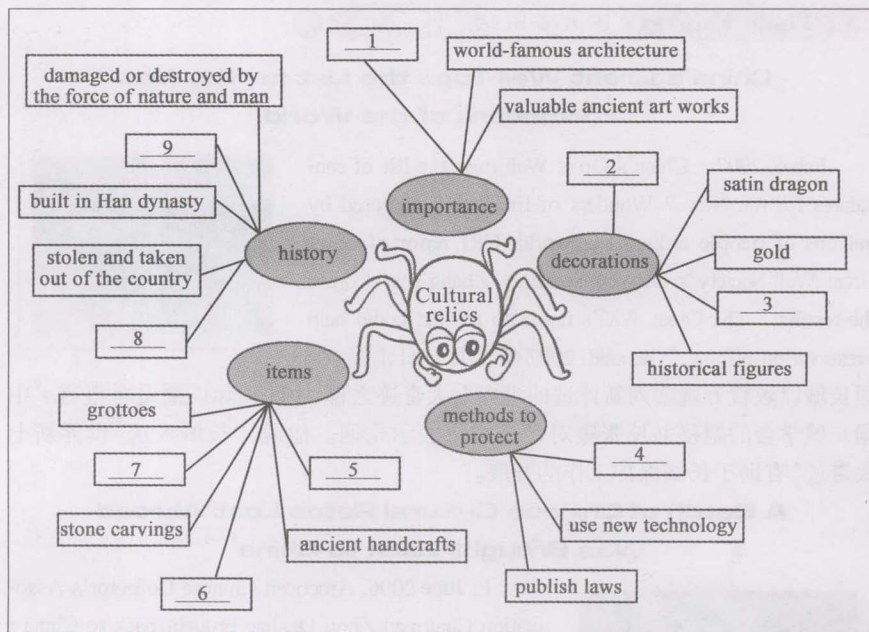 1
world-famous architecture
damaged or destroyed by
the force of nature and man
valuable ancient art works
9
2
built in Han dynasty
importance
satin dragon
stolen and taken
out of the country
history
decorations
gold
Cultural
relics
8
3
items
historical figures
grottoes
methods to
protect
7
5
4
stone carvings
ancient handcrafts
use new technology
6
publish laws